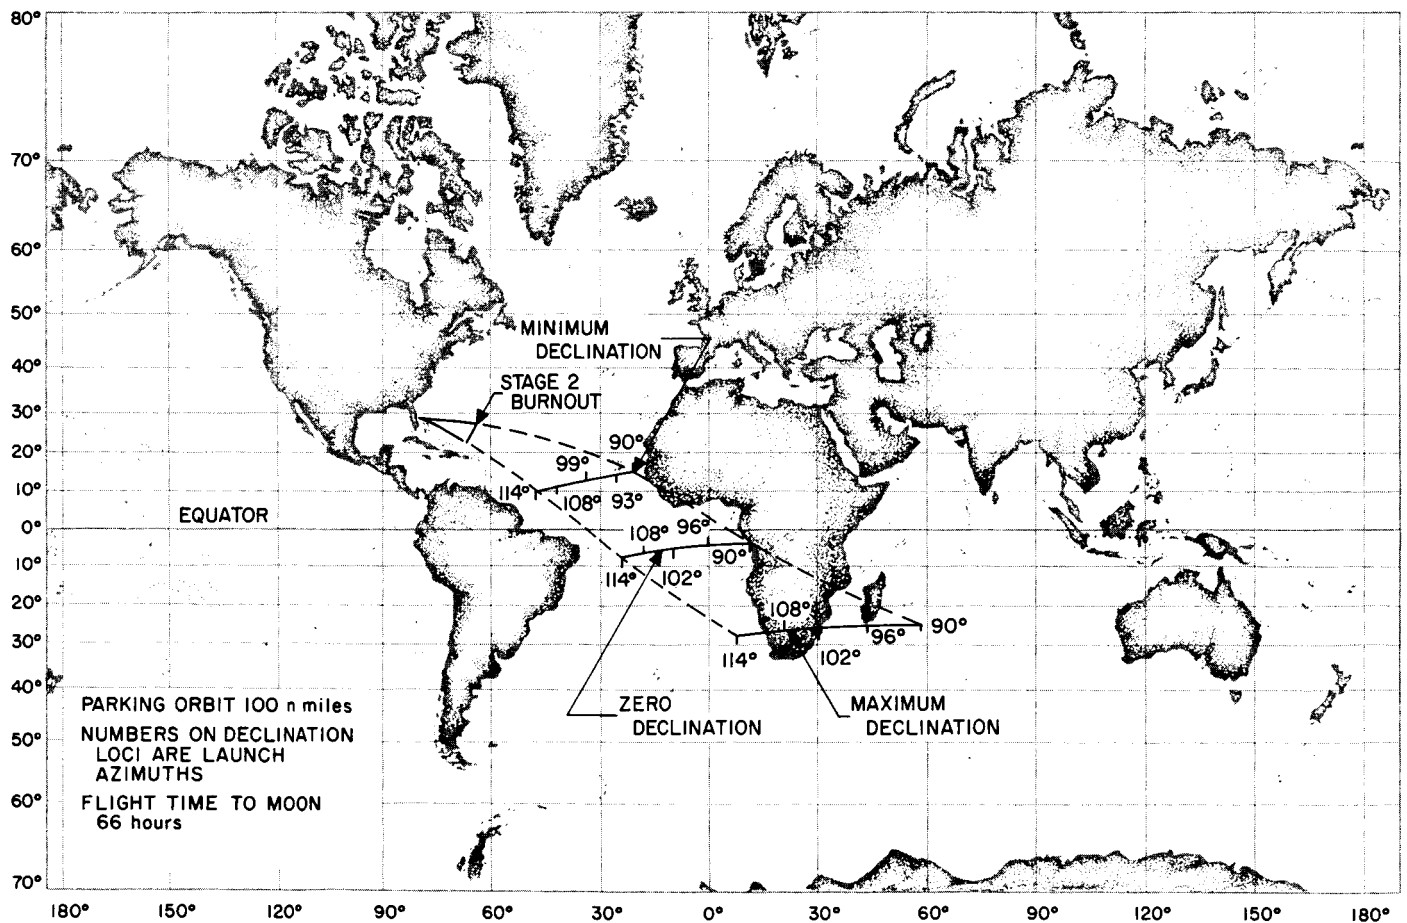 80°
70°
60°
50°
40°
30°
20°
10°
0°
10°
20°
30°
40°
50°
60°
70°
MINIMUM
DECLINATION
STAGE 2
BURNOUT
90°
99°
114°
108°
93°
EQUATOR
108°
96°
114°
102°
90°
108°
114°
102°
96°
90°
ZERO
DECLINATION
MAXIMUM
DECLINATION
PARKING ORBIT 100 n miles
NUMBERS ON DECLINATION
LOCI ARE LAUNCH
AZIMUTHS
FLIGHT TIME TO MOON
66 hours
180° 150° 120° 90° 60° 30° 0° 30° 60° 90° 120° 150° 180°